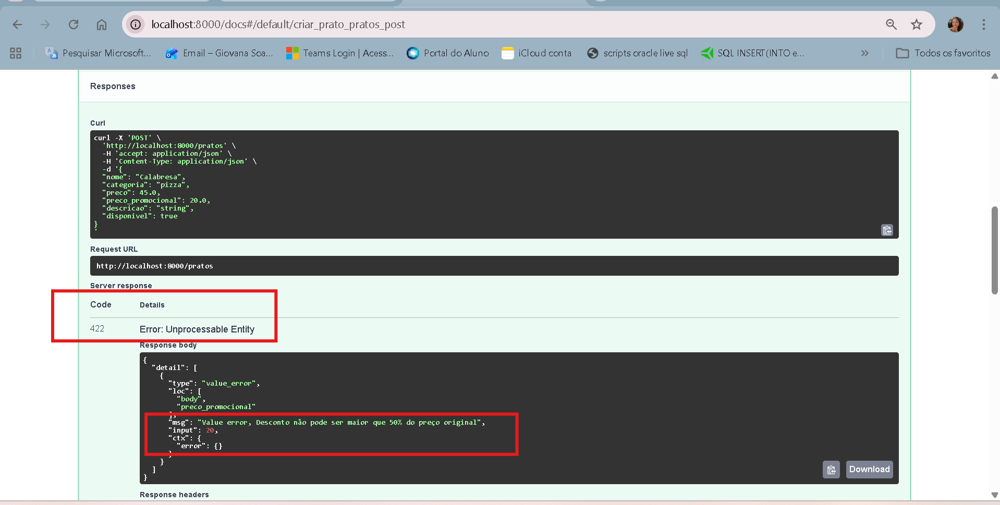 localhost:8000/docs#/default/criar_prato_pratos_post
Pesquisar Microsoft...
Email – Giovana Soa...
Teams Login | Acess...
Portal do Aluno
iCloud conta
scripts oracle live sql
SQL INSERT(INTO e...
»
Todos os favoritos
Responses
Curl
curl -X 'POST' \
'http://localhost:8000/pratos' \
-H 'accept: application/json' \
-H 'Content-Type: application/json' \
-d '{
"nome": "Calabresa",
"categoria": "pizza",
"preco": 45.0,
"preco_promocional": 20.0,
"descricao": "string",
"disponivel": true
}
'
Request URL
http://localhost:8000/pratos
Server response
Code Details
422 Error: Unprocessable Entity
Response body
{
"detail": [
{
"type": "value_error",
"loc": [
"body",
"preco_promocional"
],
"msg": "Value error, Desconto não pode ser maior que 50% do preço original",
"input": 20,
"ctx": {
"error": {}
}
}
]
}
Download
Response headers